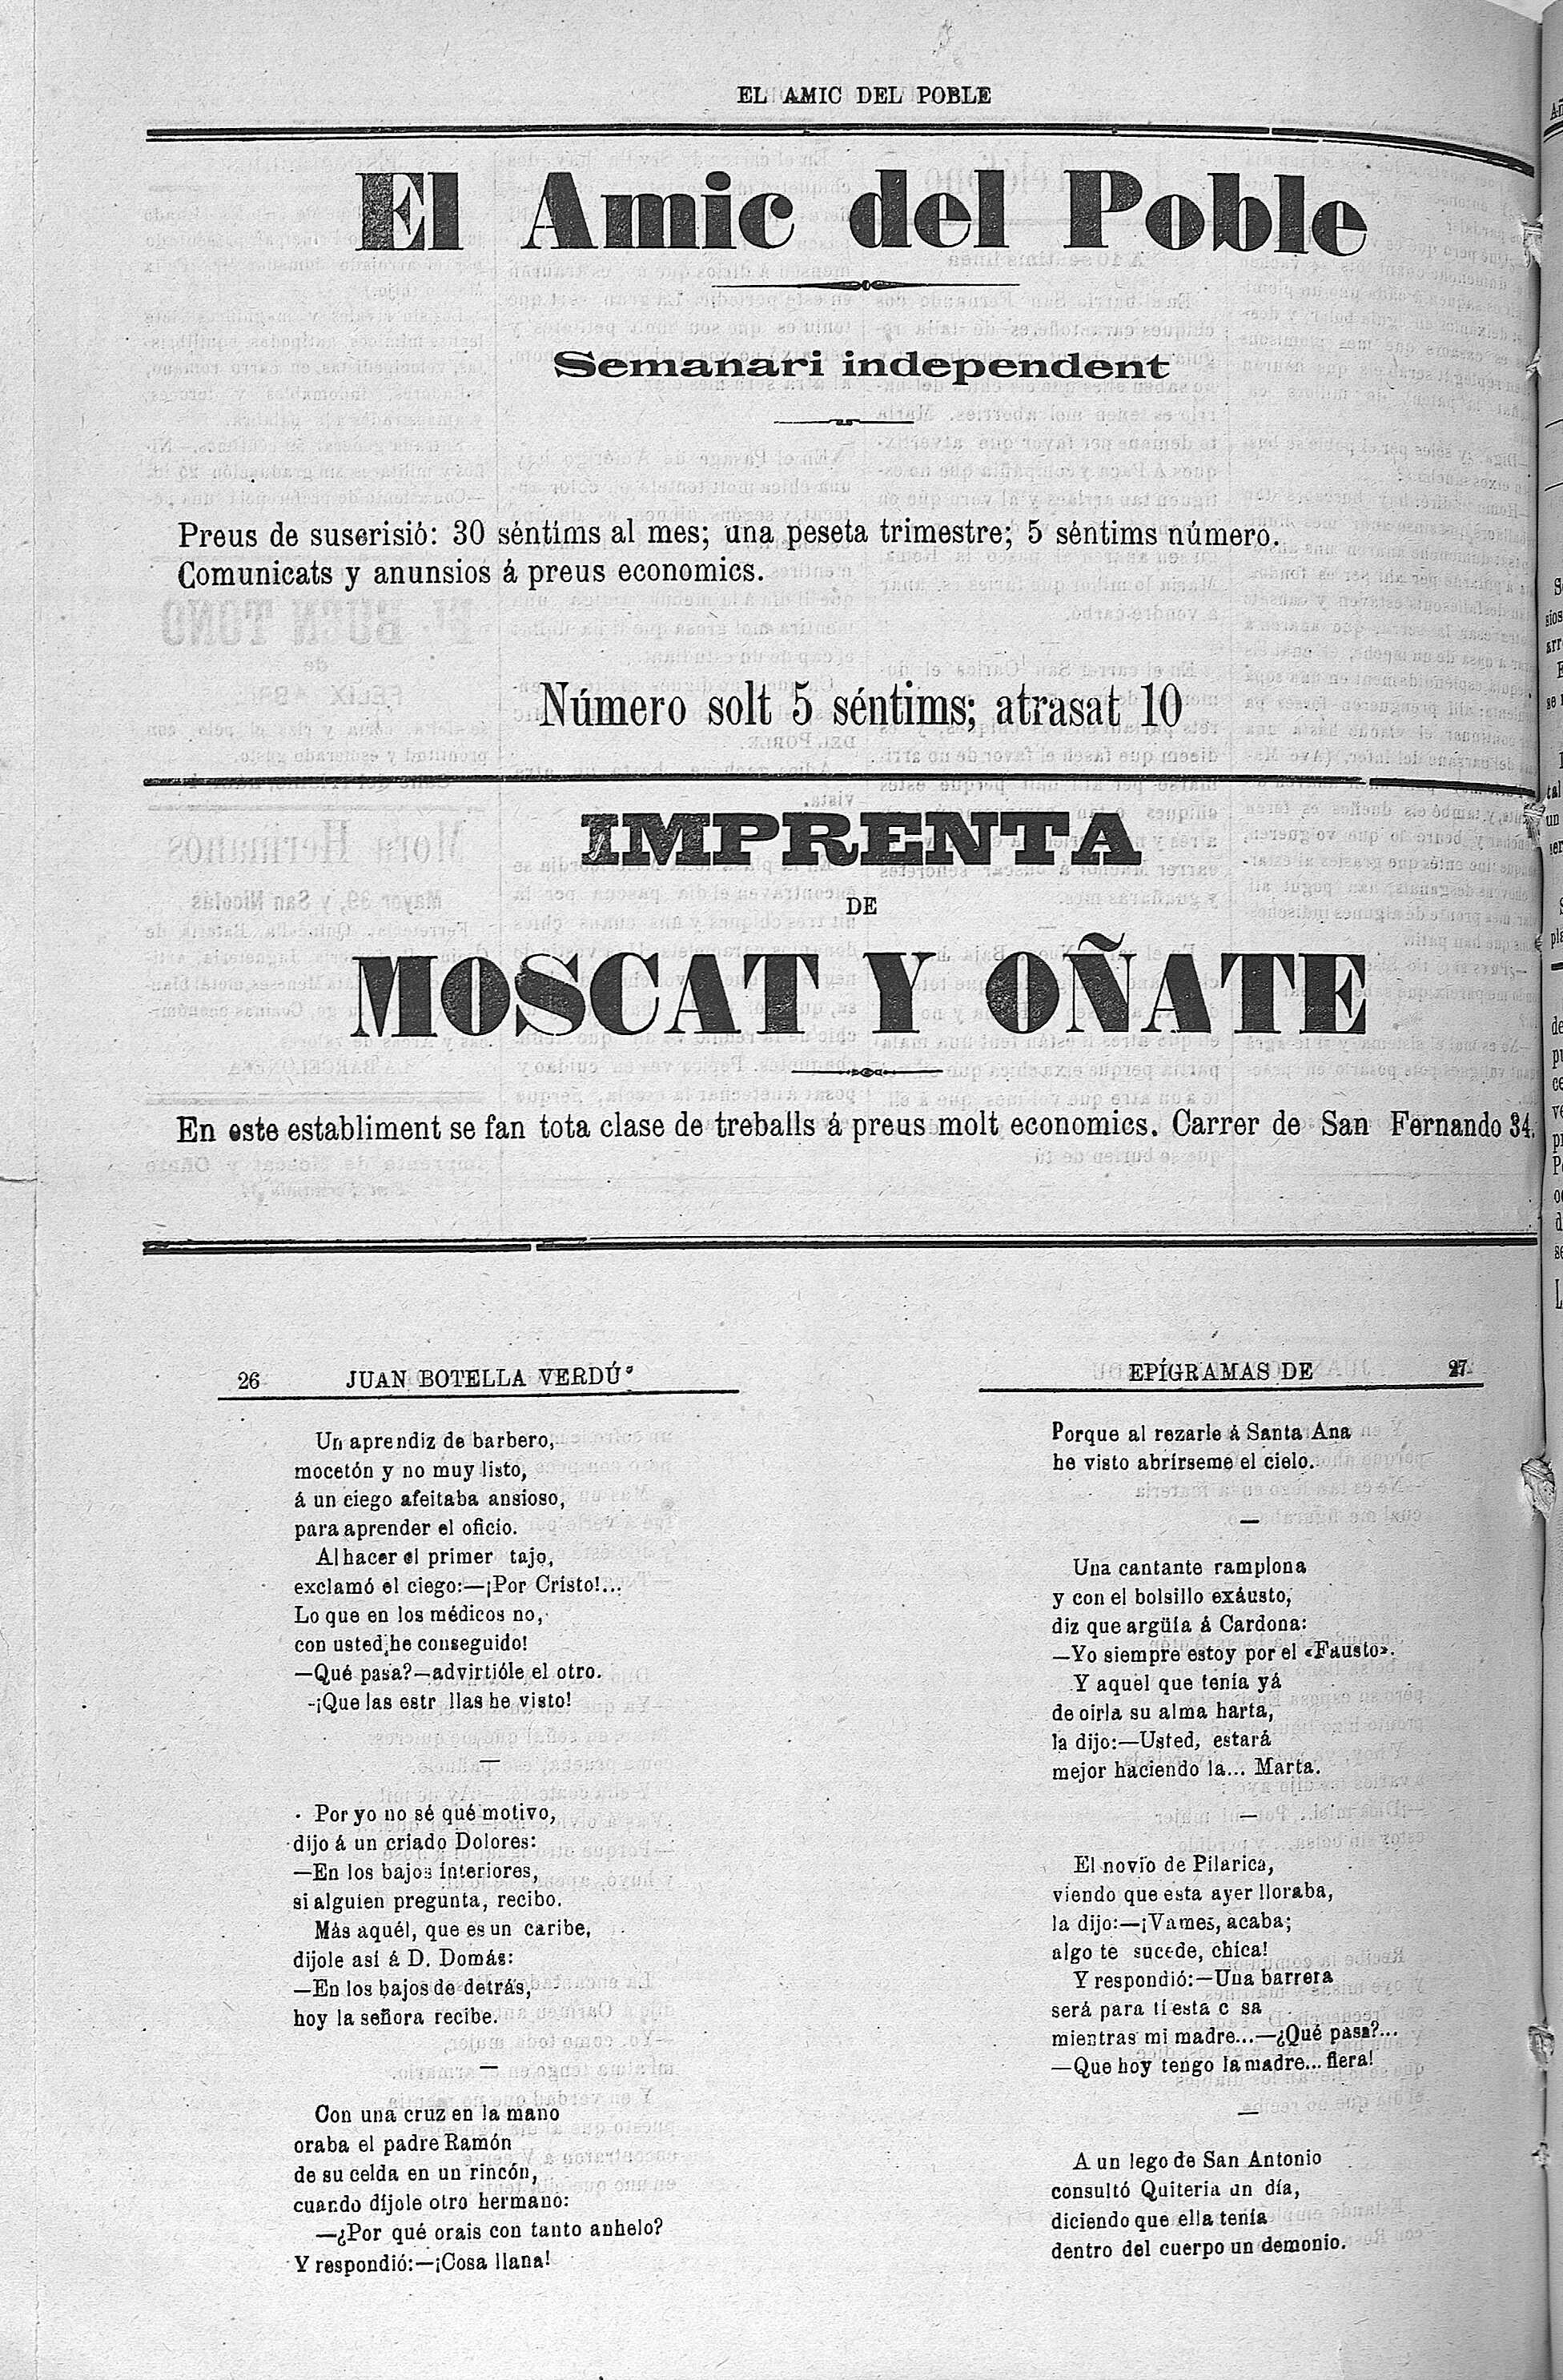 EL AMIC DEL POBLE
El Amic del Poble
Semanari independent
Preus de suscrisió: 30 séntims al mes; una peseta trimestre; 5 séntims número.
Comunicats y anunsios á preus economics.
Número solt 5 séntims; atrasat 10
IMPRENTA
DE
MOSCAT Y OÑATE
En este establiment se fan tota clase de treballs á preus molt economics. Carrer de San Fernando 34.
26 JUAN BOTELLA VERDÚ
Un aprendiz de barbero,
mocetón y no muy listo,
á un ciego afeitaba ansioso,
para aprender el oficio.
Al hacer el primer tajo,
exclamó el ciego:—¡Por Cristo!...
Lo que en los médicos no,
con usted he conseguido!
—Qué pasa?—advirtióle el otro.
-¡Que las estr llas he visto!
—
Por yo no sé qué motivo,
dijo á un criado Dolores:
—En los bajos interiores,
si alguien pregunta, recibo.
Más aquél, que es un caribe,
dijole así á D. Domás:
—En los bajos de detrás,
hoy la señora recibe.
—
Con una cruz en la mano
oraba el padre Ramón
de su celda en un rincón,
cuando díjole otro hermano:
—¿Por qué orais con tanto anhelo?
Y respondió:—¡Cosa llana!
EPÍGRAMAS DE 27
Porque al rezarle á Santa Ana
he visto abrírseme el cielo.
—
Una cantante ramplona
y con el bolsillo exáusto,
diz que argüía á Cardona:
—Yo siempre estoy por el «Fausto».
Y aquel que tenía yá
de oirla su alma harta,
la dijo:—Usted, estará
mejor haciendo la... Marta.
—
El novio de Pilarica,
viendo que esta ayer lloraba,
la dijo:—¡Vames, acaba;
algo te sucede, chica!
Y respondió:—Una barrera
será para tí esta c sa
mientras mi madre...—¿Qué pasa?...
—Que hoy tengo la madre... fiera!
—
A un lego de San Antonio
consultó Quiteria un día,
diciendo que ella tenía
dentro del cuerpo un demonio.